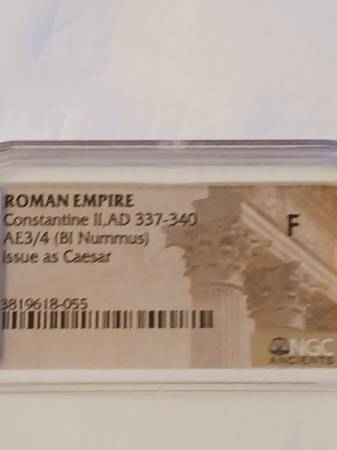 ROMAN EMPIRE
Constantine II, AD 337-340
AE3/4 (BI Nummus)
Issue as Caesar
F
3819618-055
NGC
ANCIENTS